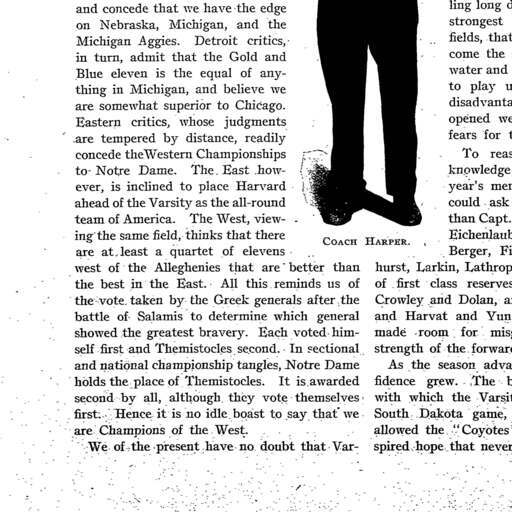 and concede that we have the edge
on Nebraska, Michigan, and the
Michigan Aggies. Detroit critics,
in turn, admit that the Gold and
Blue eleven is the equal of any-
thing in Michigan, and believe we
are somewhat superior to Chicago.
Eastern critics, whose judgments
are tempered by distance, readily
concede the Western Championships
to Notre Dame. The East how-
ever, is inclined to place Harvard
ahead of the Varsity as the all-round
team of America. The West, view-
ing the same field, thinks that there
are at least a quartet of elevens
west of the Alleghenies that are better than
the best in the East. All this reminds us of
the vote taken by the Greek generals after the
battle of Salamis to determine which general
showed the greatest bravery. Each voted him-
self first and Themistocles second. In sectional
and national championship tangles, Notre Dame
holds the place of Themistocles. It is awarded
second by all, although they vote themselves
first. Hence it is no idle boast to say that we
are Champions of the West.
We of the present have no doubt that Var-
COACH HARPER.
ling long d
strongest
fields, that
come the
water and
to play u
disadvanta
opened we
fears for t
To reas
knowledge
year's men
could ask
than Capt.
Eichenlaub
Berger, Fi
hurst, Larkin, Lathrop
of first class reserves
Crowley and Dolan, a
and Harvat and Yun
made room for misg
strength of the forward
As the season adva
fidence grew. The b
with which the Varsit
South Dakota game,
allowed the "Coyotes
spired hope that never